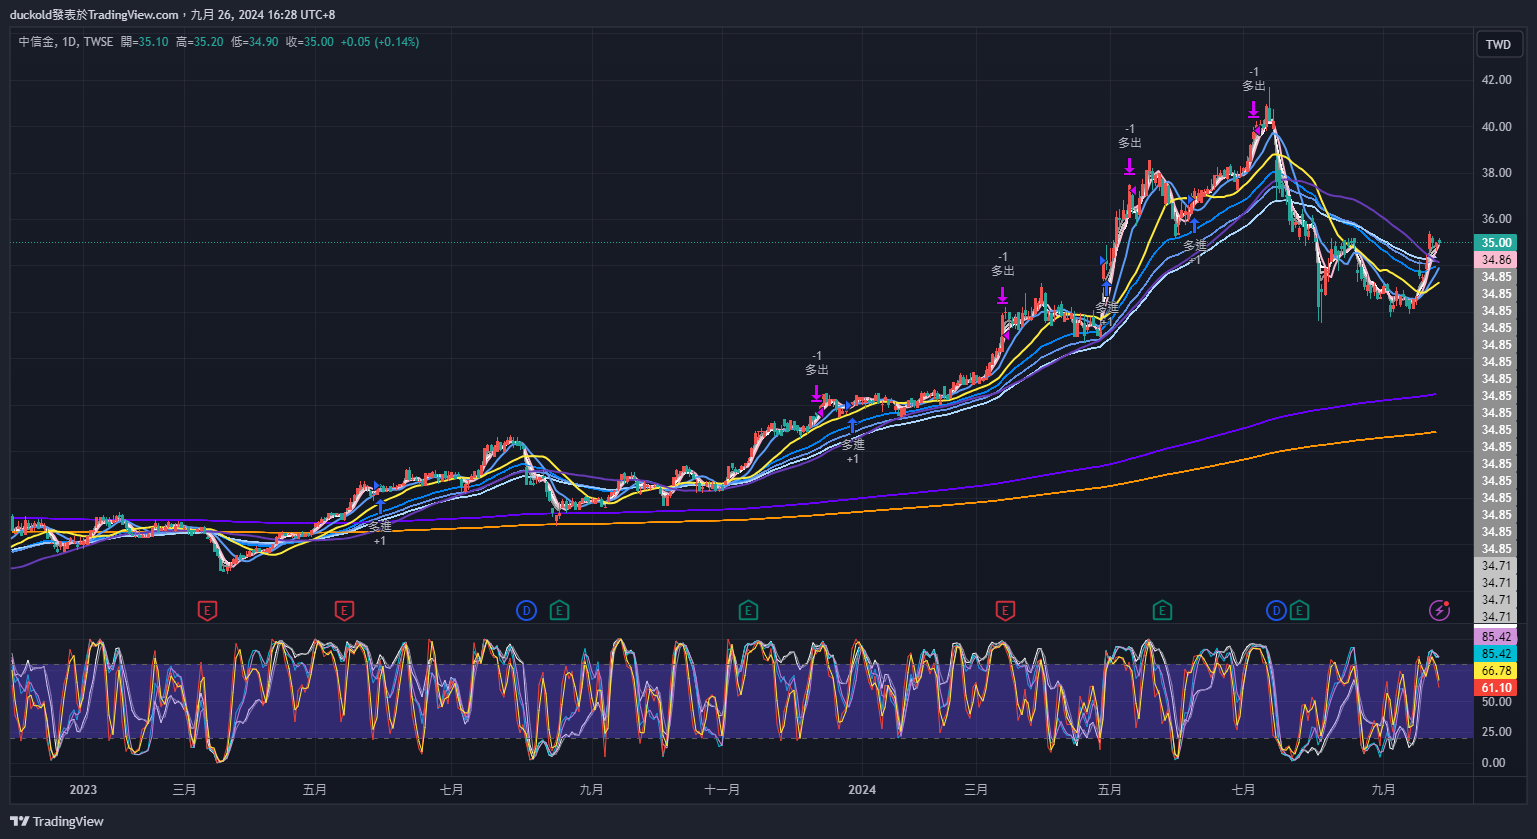 duckold發表於TradingView.com，九月 26, 2024 16:28 UTC+8
中信金, 1D, TWSE 開=35.10 高=35.20 低=34.90 收=35.00 +0.05 (+0.14%)
TWD
-1
多出
42.00
40.00
-1
多出
38.00
36.00
35.00
多進
+1
34.86
-1
多出
34.85
34.85
34.85
多進
+1
34.85
34.85
-1
多出
34.85
34.85
34.85
34.85
34.85
多進
+1
34.85
34.85
34.85
34.85
34.85
多進
+1
34.85
34.85
34.71
34.71
34.71
34.71
E
E
D
E
E
E
E
D
E
85.42
85.42
66.78
61.10
50.00
25.00
0.00
2023
三月
五月
七月
九月
十一月
2024
三月
五月
七月
九月
TradingView